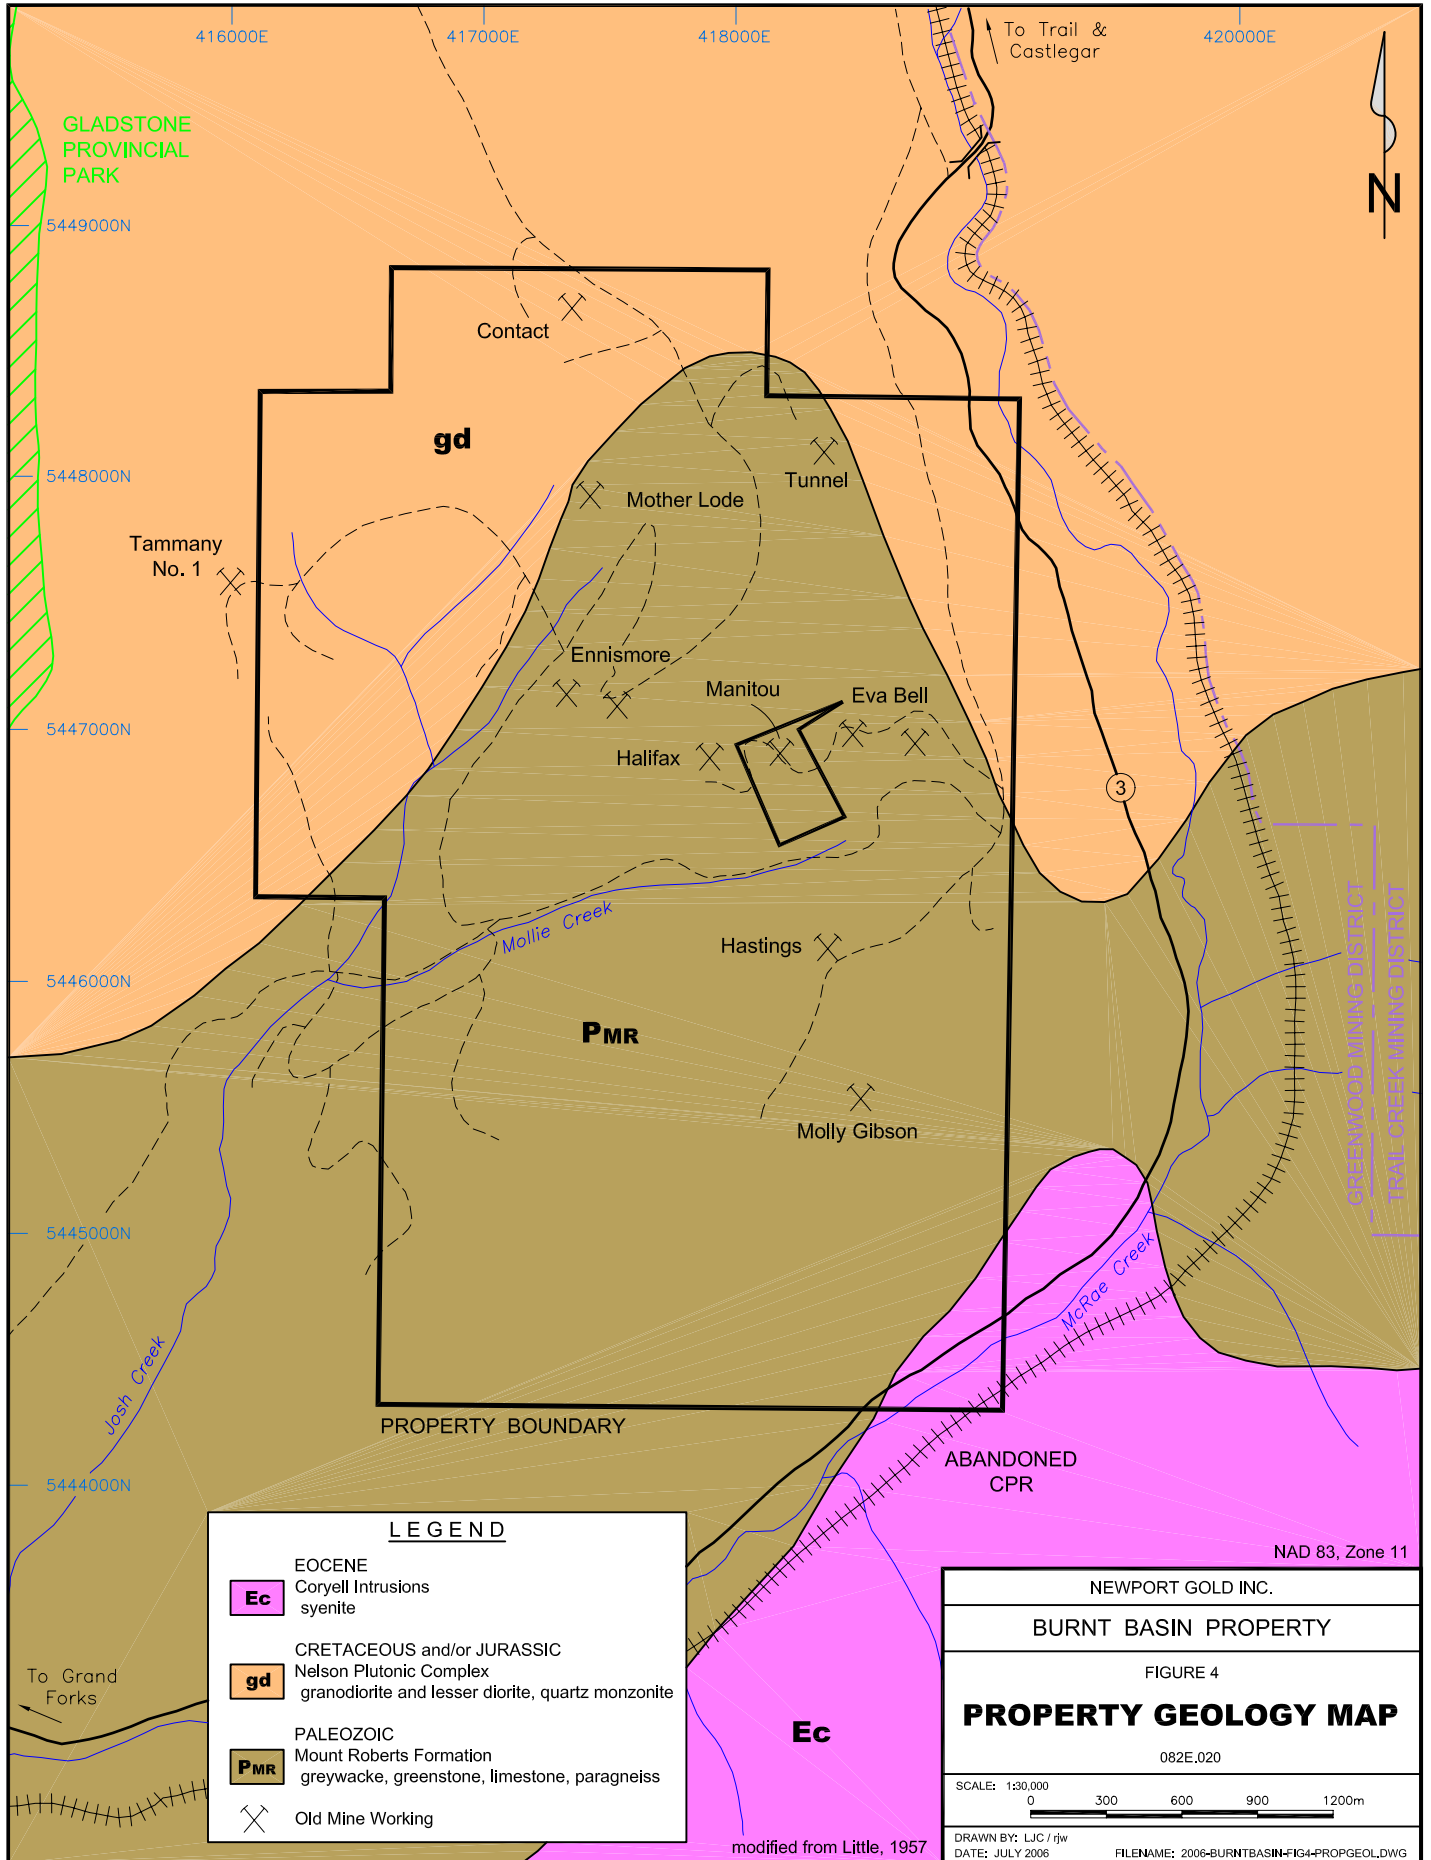 416000E
417000E
418000E
420000E
To Trail &
Castlegar
GLADSTONE
PROVINCIAL
PARK
N
5449000N
Contact
gd
5448000N
Tunnel
Mother Lode
Tammany
No. 1
Ennismore
Manitou
Eva Bell
5447000N
Halifax
3
Mollie Creek
Hastings
5446000N
PMR
GREENWOOD MINING DISTRICT
TRAIL CREEK MINING DISTRICT
Molly Gibson
5445000N
McRae Creek
Josh Creek
PROPERTY BOUNDARY
ABANDONED
CPR
5444000N
NAD 83, Zone 11
LEGEND
EOCENE
Ec
Coryell Intrusions
syenite
CRETACEOUS and/or JURASSIC
gd
Nelson Plutonic Complex
granodiorite and lesser diorite, quartz monzonite
PALEOZOIC
PMR
Mount Roberts Formation
greywacke, greenstone, limestone, paragneiss
Old Mine Working
To Grand
Forks
Ec
modified from Little, 1957
NEWPORT GOLD INC.
BURNT BASIN PROPERTY
FIGURE 4
PROPERTY GEOLOGY MAP
082E.020
SCALE: 1:30,000
0 300 600 900 1200m
DRAWN BY: LJC / rjw
DATE: JULY 2006
FILENAME: 2006-BURNTBASIN-FIG4-PROPGEOL.DWG